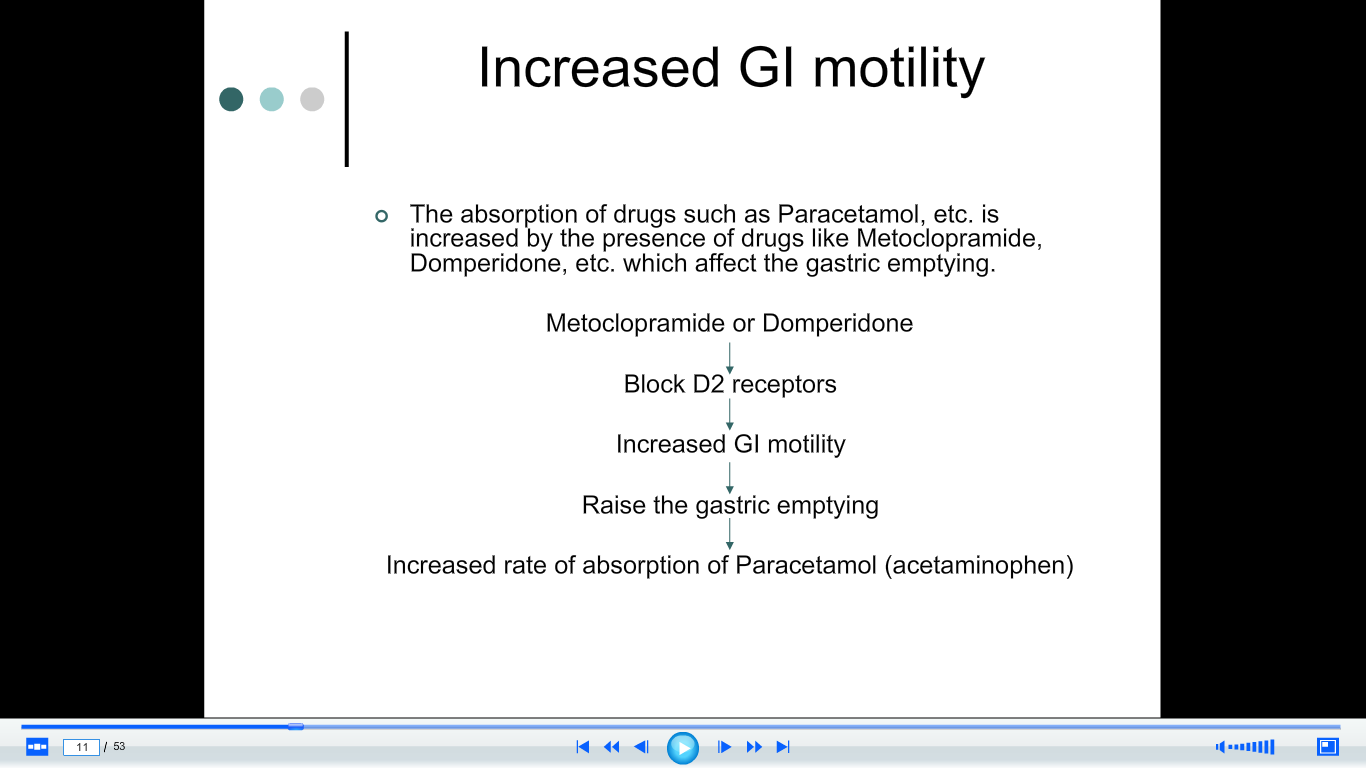 Increased GI motility
The absorption of drugs such as Paracetamol, etc. is
increased by the presence of drugs like Metoclopramide,
Domperidone, etc. which affect the gastric emptying.
Metoclopramide or Domperidone
Block D2 receptors
Increased GI motility
Raise the gastric emptying
Increased rate of absorption of Paracetamol (acetaminophen)
11 / 53